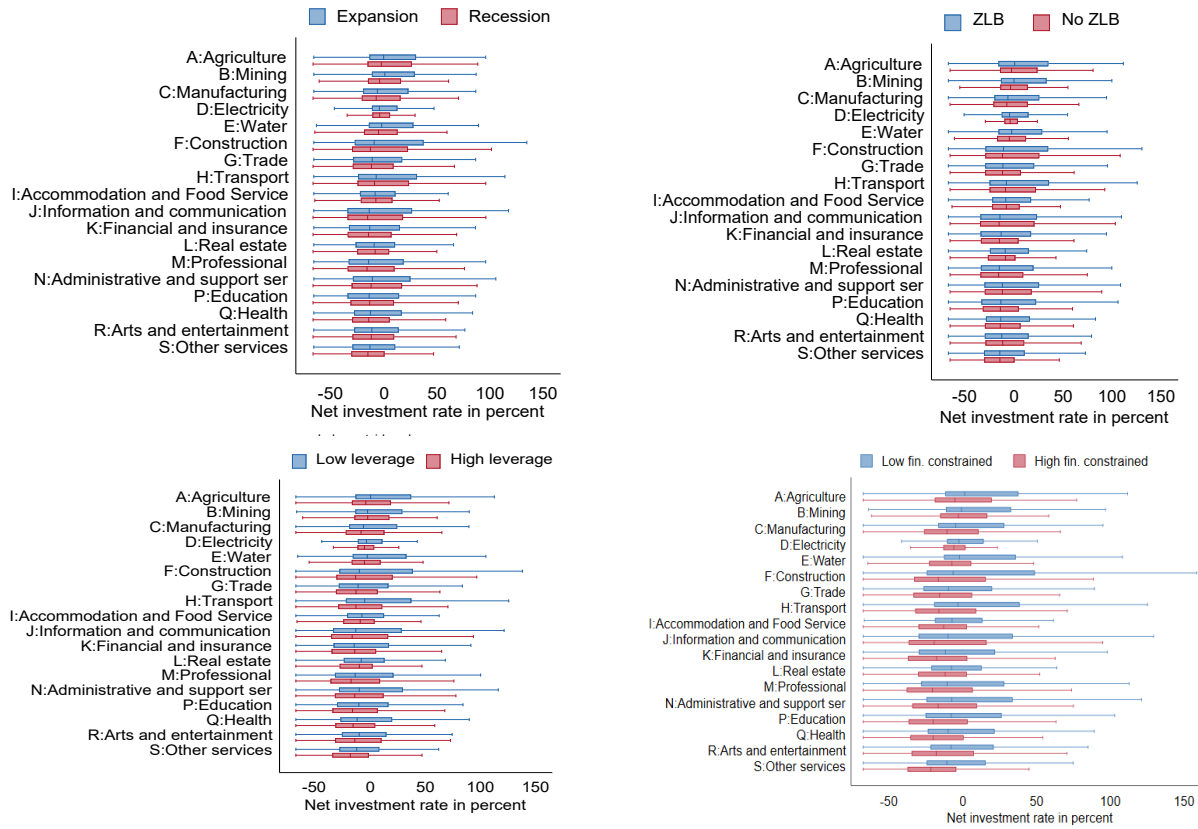 Expansion Recession
A:Agriculture
B:Mining
C:Manufacturing
D:Electricity
E:Water
F:Construction
G:Trade
H:Transport
I:Accommodation and Food Service
J:Information and communication
K:Financial and insurance
L:Real estate
M:Professional
N:Administrative and support ser
P:Education
Q:Health
R:Arts and entertainment
S:Other services
-50 0 50 100 150
Net investment rate in percent
ZLB No ZLB
A:Agriculture
B:Mining
C:Manufacturing
D:Electricity
E:Water
F:Construction
G:Trade
H:Transport
I:Accommodation and Food Service
J:Information and communication
K:Financial and insurance
L:Real estate
M:Professional
N:Administrative and support ser
P:Education
Q:Health
R:Arts and entertainment
S:Other services
-50 0 50 100 150
Net investment rate in percent
Low leverage High leverage
A:Agriculture
B:Mining
C:Manufacturing
D:Electricity
E:Water
F:Construction
G:Trade
H:Transport
I:Accommodation and Food Service
J:Information and communication
K:Financial and insurance
L:Real estate
M:Professional
N:Administrative and support ser
P:Education
Q:Health
R:Arts and entertainment
S:Other services
-50 0 50 100 150
Net investment rate in percent
Low fin. constrained High fin. constrained
A:Agriculture
B:Mining
C:Manufacturing
D:Electricity
E:Water
F:Construction
G:Trade
H:Transport
I:Accommodation and Food Service
J:Information and communication
K:Financial and insurance
L:Real estate
M:Professional
N:Administrative and support ser
P:Education
Q:Health
R:Arts and entertainment
S:Other services
-50 0 50 100 150
Net investment rate in percent